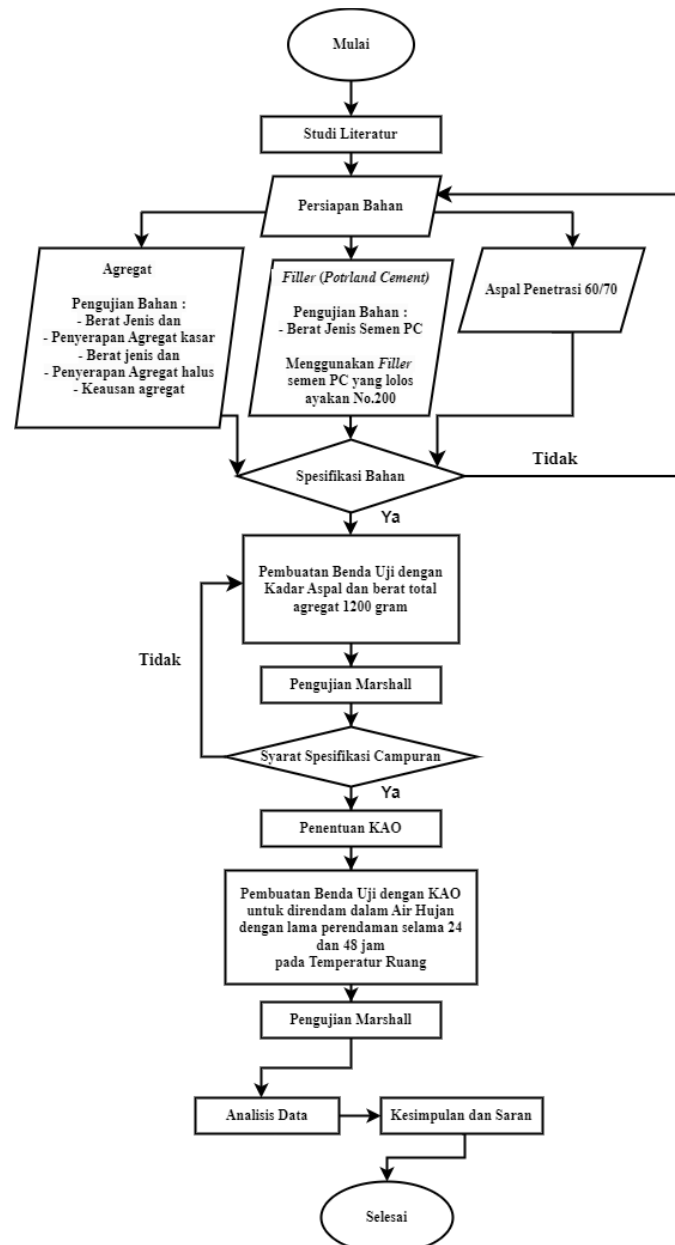 Mulai
Studi Literatur
Persiapan Bahan
Agregat
Pengujian Bahan :
- Berat Jenis dan
- Penyerapan Agregat kasar
- Berat jenis dan
- Penyerapan Agregat halus
- Keausan agregat
Filler (Potrland Cement)
Pengujian Bahan :
- Berat Jenis Semen PC
Menggunakan Filler
semen PC yang lolos
ayakan No.200
Aspal Penetrasi 60/70
Spesifikasi Bahan
Tidak
Ya
Pembuatan Benda Uji dengan
Kadar Aspal dan berat total
agregat 1200 gram
Tidak
Pengujian Marshall
Syarat Spesifikasi Campuran
Ya
Penentuan KAO
Pembuatan Benda Uji dengan KAO
untuk direndam dalam Air Hujan
dengan lama perendaman selama 24
dan 48 jam
pada Temperatur Ruang
Pengujian Marshall
Analisis Data
Kesimpulan dan Saran
Selesai